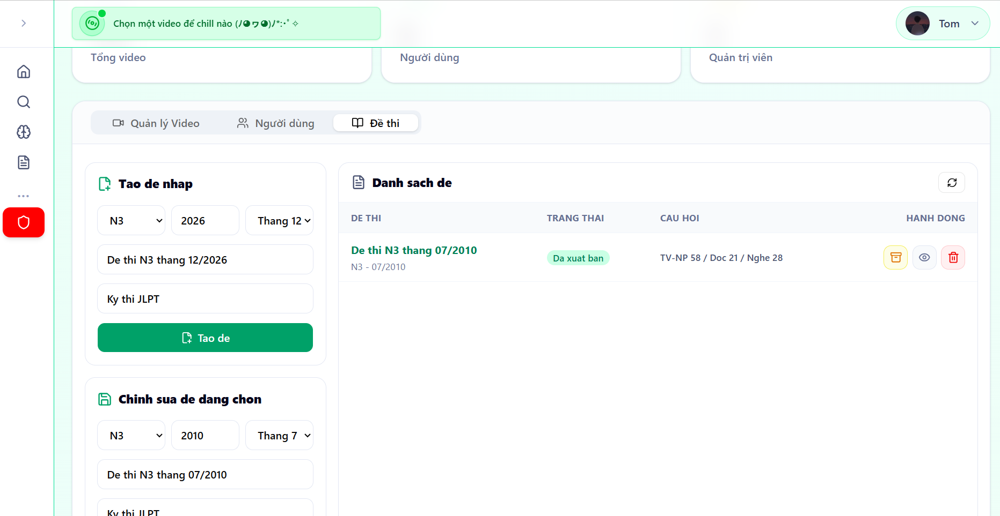 Chọn một video để chill nào (ﾉ◕ヮ◕)ﾉ*:･ﾟ✧
Tom
Tổng video
Người dùng
Quản trị viên
Quản lý Video
Người dùng
Đề thi
Tao de nhap
N3
2026
Thang 12
De thi N3 thang 12/2026
Ky thi JLPT
Tao de
Chinh sua de dang chon
N3
2010
Thang 7
De thi N3 thang 07/2010
Ky thi JLPT
Danh sach de
DE THI
TRANG THAI
CAU HOI
HANH DONG
De thi N3 thang 07/2010
N3 - 07/2010
Da xuat ban
TV-NP 58 / Doc 21 / Nghe 28